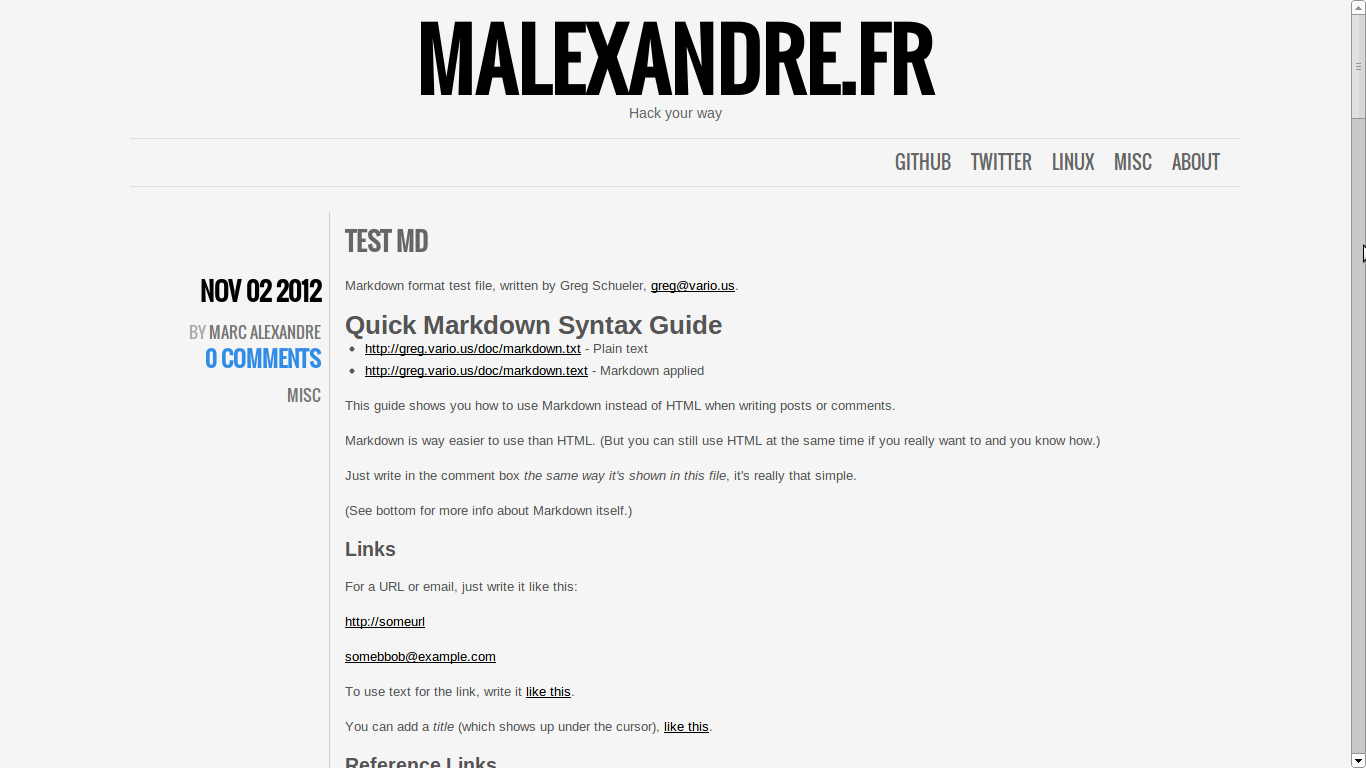 MALEXANDRE.FR
Hack your way
GITHUB TWITTER LINUX MISC ABOUT
NOV 02 2012
BY MARC ALEXANDRE
0 COMMENTS
MISC
TEST MD
Markdown format test file, written by Greg Schueler, greg@vario.us.
Quick Markdown Syntax Guide
• http://greg.vario.us/doc/markdown.txt - Plain text
• http://greg.vario.us/doc/markdown.text - Markdown applied
This guide shows you how to use Markdown instead of HTML when writing posts or comments.
Markdown is way easier to use than HTML. (But you can still use HTML at the same time if you really want to and you know how.)
Just write in the comment box the same way it's shown in this file, it's really that simple.
(See bottom for more info about Markdown itself.)
Links
For a URL or email, just write it like this:
http://someurl
somebbob@example.com
To use text for the link, write it like this.
You can add a title (which shows up under the cursor), like this.
Reference Links